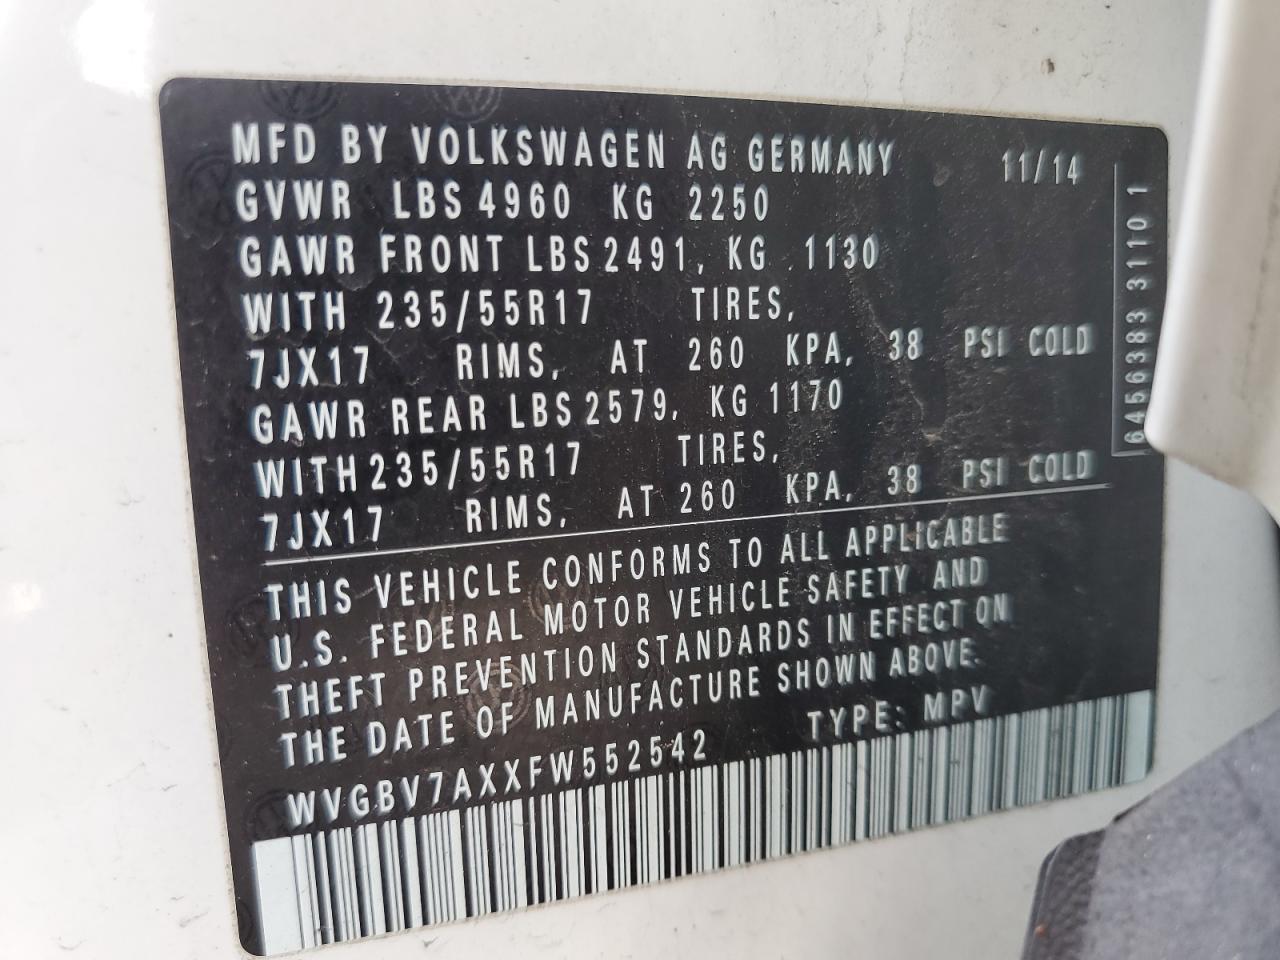 MFD BY VOLKSWAGEN AG GERMANY 11/14
GVWR LBS 4960 KG 2250
GAWR FRONT LBS 2491, KG 1130
WITH 235/55R17 TIRES,
7JX17 RIMS, AT 260 KPA, 38 PSI COLD
GAWR REAR LBS 2579, KG 1170
WITH 235/55R17 TIRES,
7JX17 RIMS, AT 260 KPA, 38 PSI COLD
THIS VEHICLE CONFORMS TO ALL APPLICABLE
U.S. FEDERAL MOTOR VEHICLE SAFETY AND
THEFT PREVENTION STANDARDS IN EFFECT ON
THE DATE OF MANUFACTURE SHOWN ABOVE.
WVGBV7AXXFW552542 TYPE: MPV
6456383 3110 1